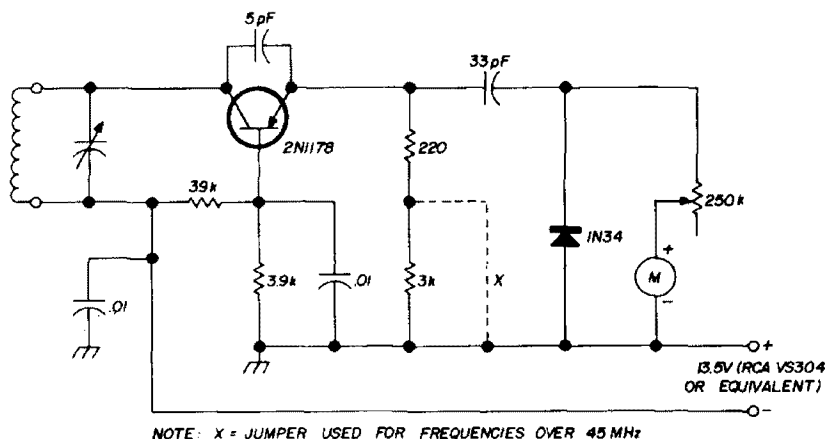 5pF
33pF
2N1178
220
39k
250k
1N34
+
M
-
3.9k
.01
3k
X
.01
+
13.5V (RCA VS304
OR EQUIVALENT)
-
NOTE: X = JUMPER USED FOR FREQUENCIES OVER 45 MHz